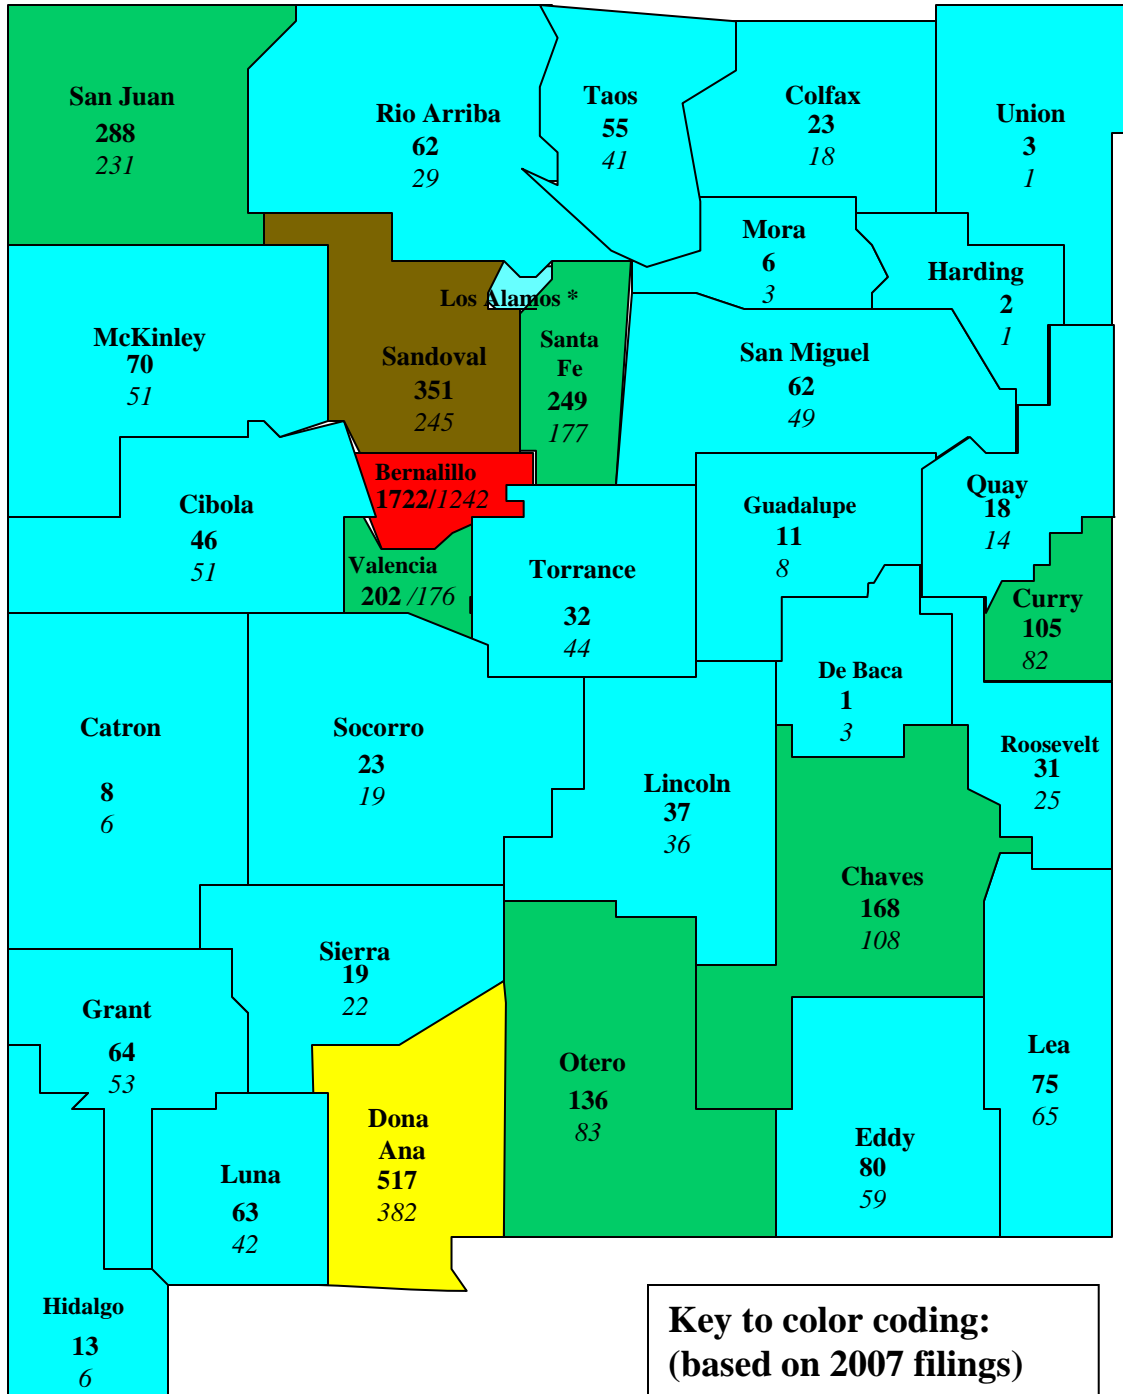 San Juan
288
231
Rio Arriba
62
29
Taos
55
41
Colfax
23
18
Union
3
1
Mora
6
3
Harding
2
1
Los Alamos *
McKinley
70
51
Sandoval
351
245
Santa
Fe
249
177
San Miguel
62
49
Bernalillo
1722/1242
Cibola
46
51
Valencia
202 /176
Torrance
32
44
Guadalupe
11
8
Quay
18
14
Curry
105
82
De Baca
1
3
Catron
8
6
Socorro
23
19
Lincoln
37
36
Roosevelt
31
25
Chaves
168
108
Sierra
19
22
Grant
64
53
Otero
136
83
Lea
75
65
Dona
Ana
517
382
Eddy
80
59
Luna
63
42
Hidalgo
13
6
Key to color coding:
(based on 2007 filings)